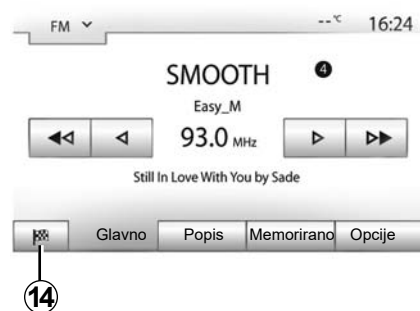 FM --°C 16:24
SMOOTH 4
Easy_M
93.0 MHz
Still In Love With You by Sade
Glavno Popis Memorirano Opcije
14